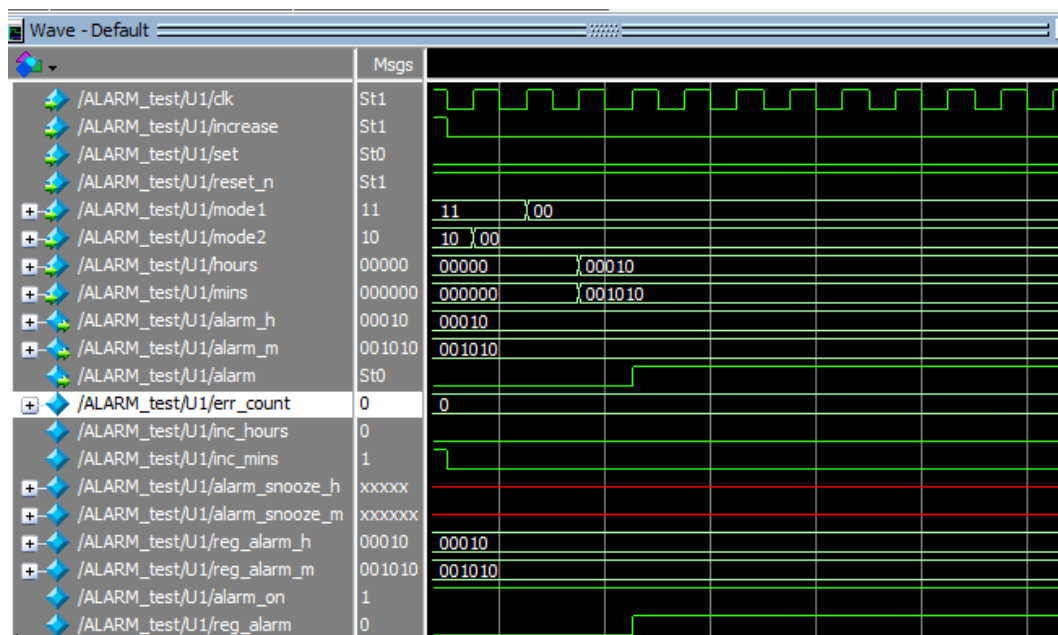 Wave - Default
Msgs
/ALARM_test/U1/clk St1
/ALARM_test/U1/increase St1
/ALARM_test/U1/set St0
/ALARM_test/U1/reset_n St1
/ALARM_test/U1/mode1 11 11 00
/ALARM_test/U1/mode2 10 10 00
/ALARM_test/U1/hours 00000 00000 00010
/ALARM_test/U1/mins 000000 000000 001010
/ALARM_test/U1/alarm_h 00010 00010
/ALARM_test/U1/alarm_m 001010 001010
/ALARM_test/U1/alarm St0
/ALARM_test/U1/err_count 0 0
/ALARM_test/U1/inc_hours 0
/ALARM_test/U1/inc_mins 1
/ALARM_test/U1/alarm_snooze_h xxxxx
/ALARM_test/U1/alarm_snooze_m xxxxxx
/ALARM_test/U1/reg_alarm_h 00010 00010
/ALARM_test/U1/reg_alarm_m 001010 001010
/ALARM_test/U1/alarm_on 1
/ALARM_test/U1/reg_alarm 0